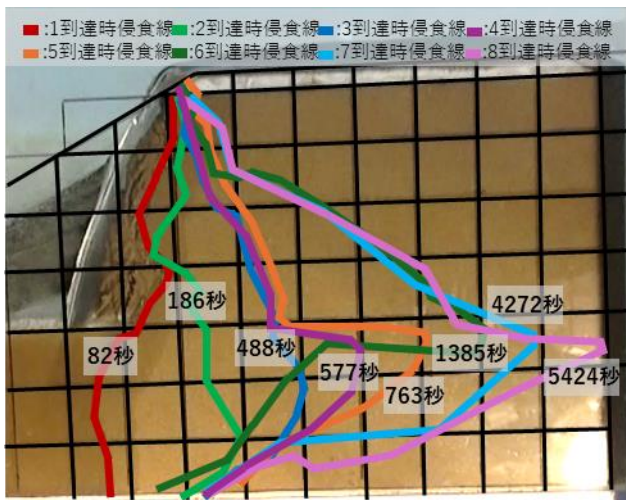 :1到達時侵食線 :2到達時侵食線 :3到達時侵食線 :4到達時侵食線
:5到達時侵食線 :6到達時侵食線 :7到達時侵食線 :8到達時侵食線
4272秒
186秒
82秒
488秒
1385秒
577秒
5424秒
763秒